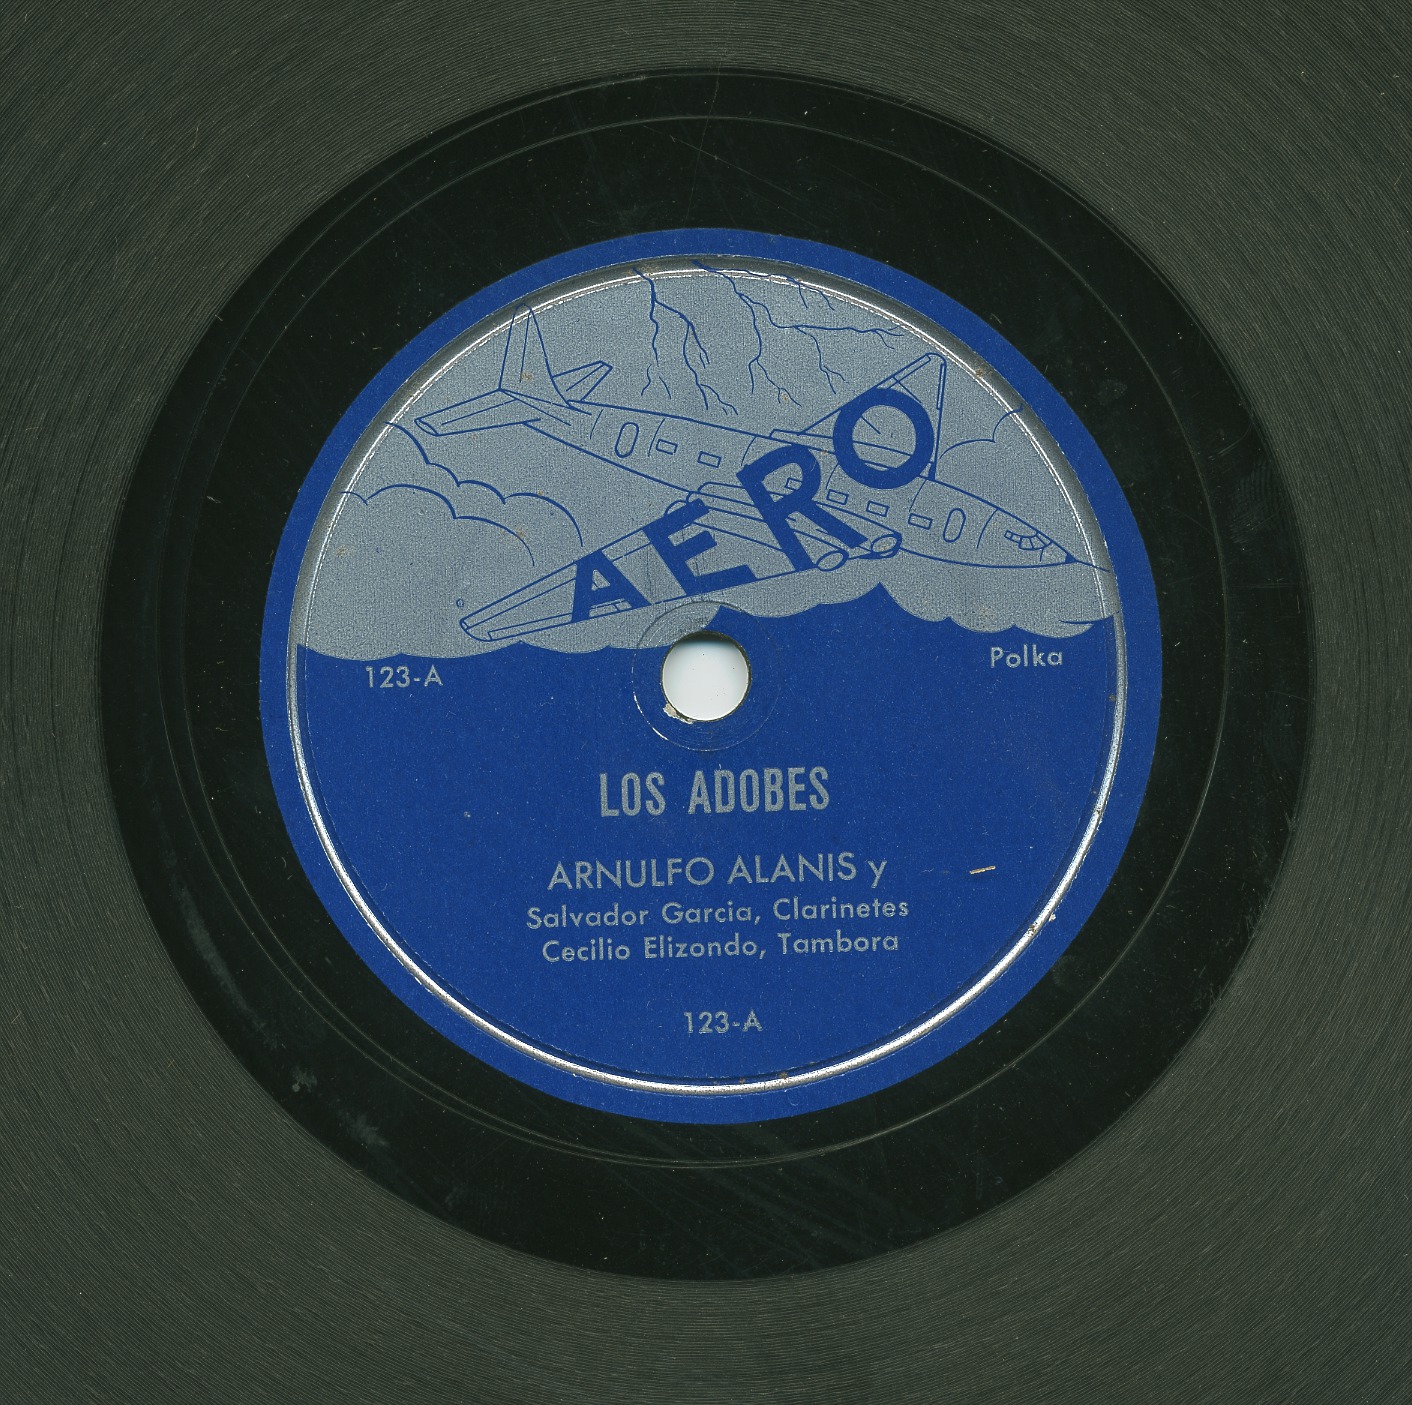 AERO
123-A
Polka
LOS ADOBES
ARNULFO ALANIS y
Salvador Garcia, Clarinetes
Cecilio Elizondo, Tambora
123-A